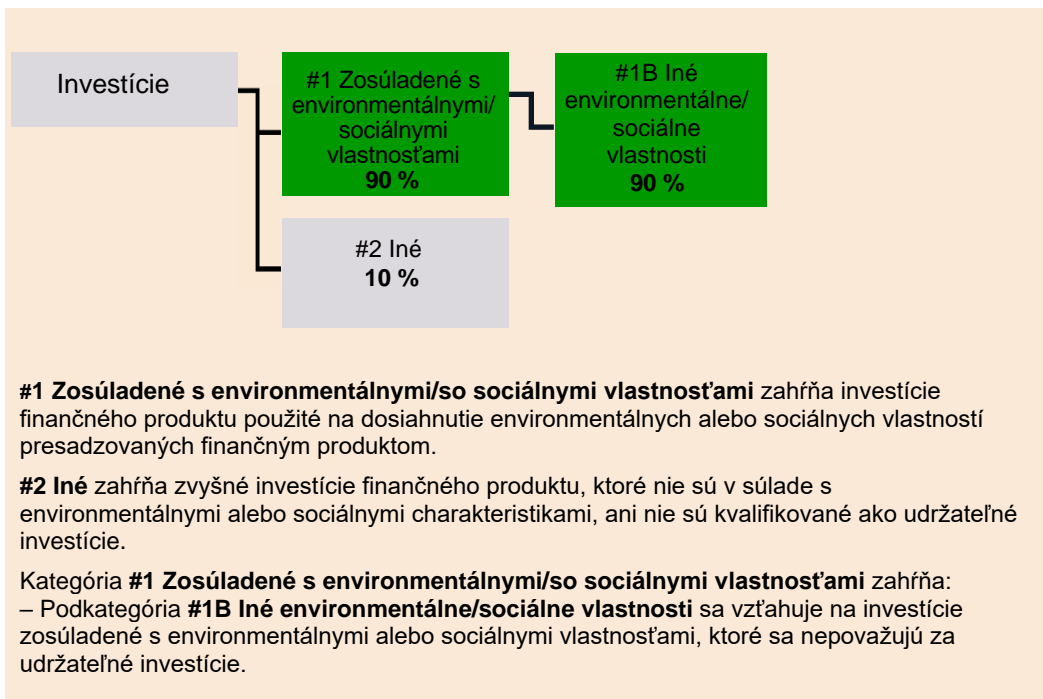 Investície
#1 Zosúladené s
environmentálnymi/
sociálnymi
vlastnosťami
90 %
#1B Iné
environmentálne/
sociálne
vlastnosti
90 %
#2 Iné
10 %
#1 Zosúladené s environmentálnymi/so sociálnymi vlastnosťami zahŕňa investície
finančného produktu použité na dosiahnutie environmentálnych alebo sociálnych vlastností
presadzovaných finančným produktom.
#2 Iné zahŕňa zvyšné investície finančného produktu, ktoré nie sú v súlade s
environmentálnymi alebo sociálnymi charakteristikami, ani nie sú kvalifikované ako udržateľné
investície.
Kategória #1 Zosúladené s environmentálnymi/so sociálnymi vlastnosťami zahŕňa:
– Podkategória #1B Iné environmentálne/sociálne vlastnosti sa vzťahuje na investície
zosúladené s environmentálnymi alebo sociálnymi vlastnosťami, ktoré sa nepovažujú za
udržateľné investície.